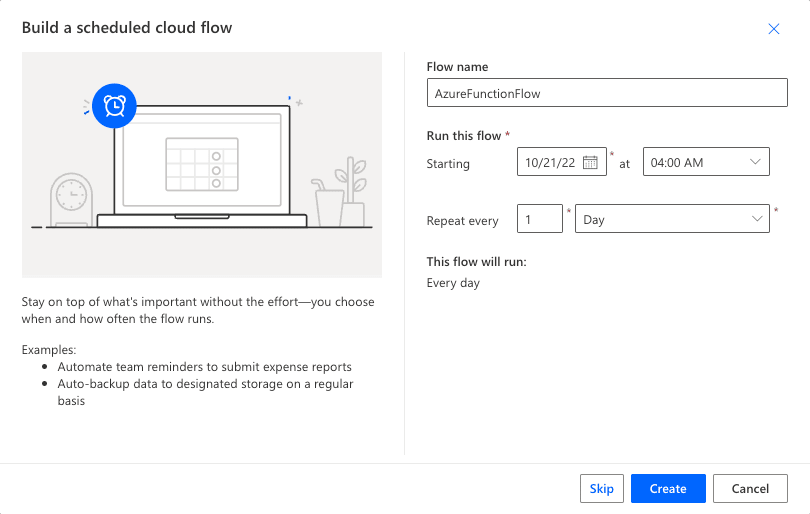 Build a scheduled cloud flow
Flow name
AzureFunctionFlow
Run this flow *
Starting 10/21/22 * at 04:00 AM
Repeat every 1 * Day *
This flow will run:
Every day
Stay on top of what's important without the effort—you choose
when and how often the flow runs.
Examples:
• Automate team reminders to submit expense reports
• Auto-backup data to designated storage on a regular
basis
Skip Create Cancel